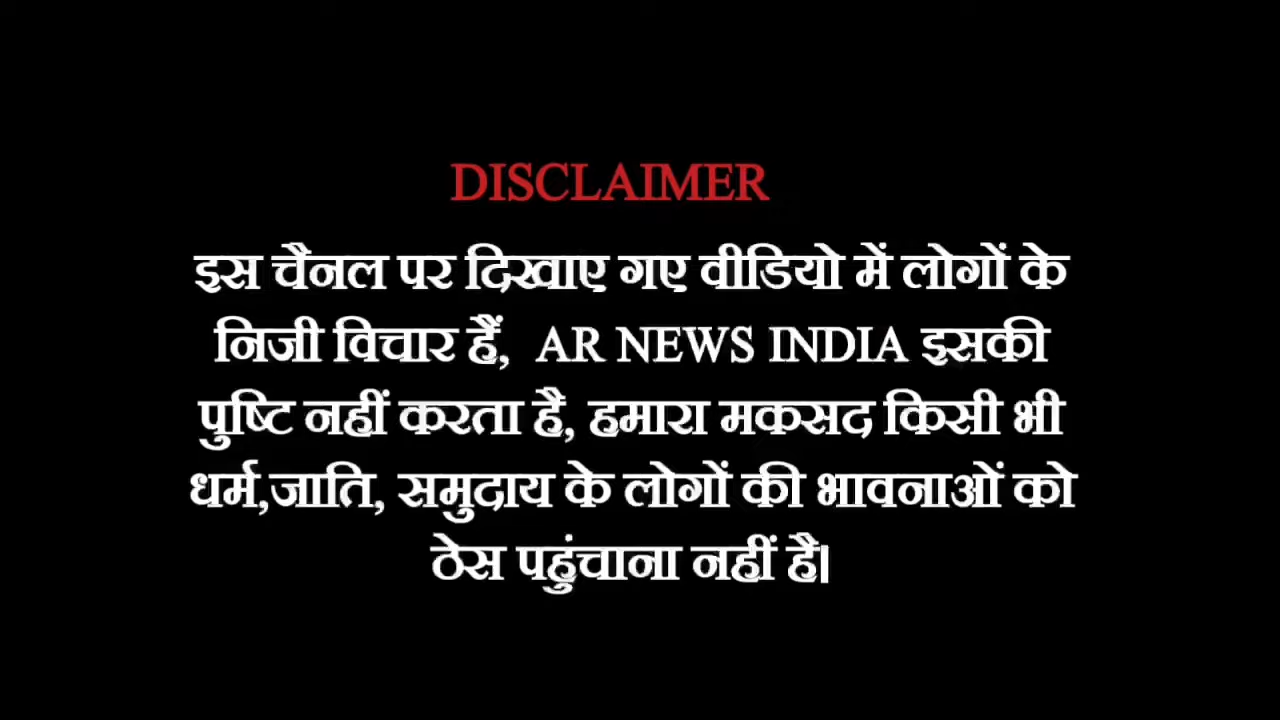 DISCLAIMER
इस चैनल पर दिखाए गए वीडियो में लोगों के
निजी विचार हैं, AR NEWS INDIA इसकी
पुष्टि नहीं करता है, हमारा मकसद किसी भी
धर्म,जाति, समुदाय के लोगों की भावनाओं को
ठेस पहुंचाना नहीं है।